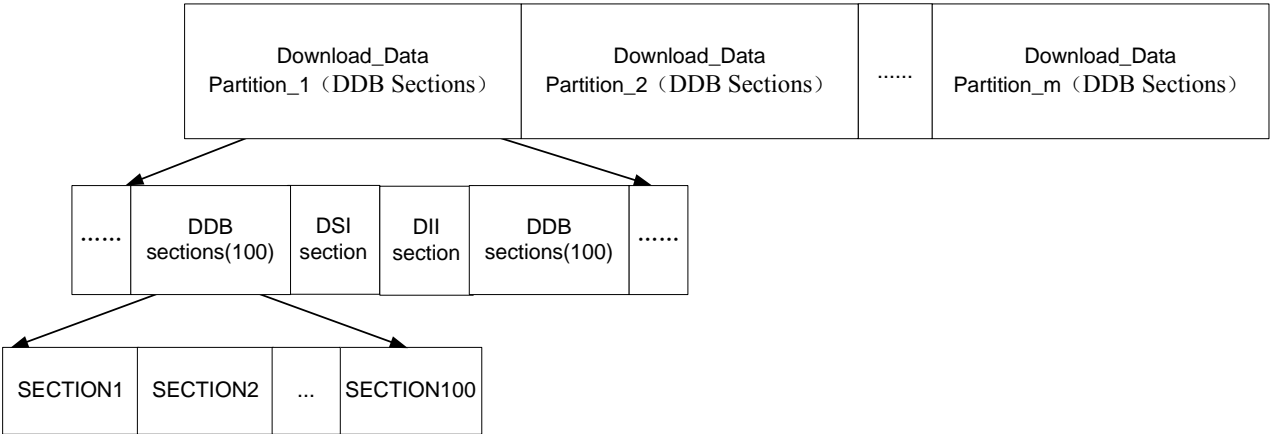 Download_Data
Partition_1（DDB Sections）
Download_Data
Partition_2（DDB Sections）
......
Download_Data
Partition_m（DDB Sections）
......
DDB
sections(100)
DSI
section
DII
section
DDB
sections(100)
......
SECTION1
SECTION2
...
SECTION100